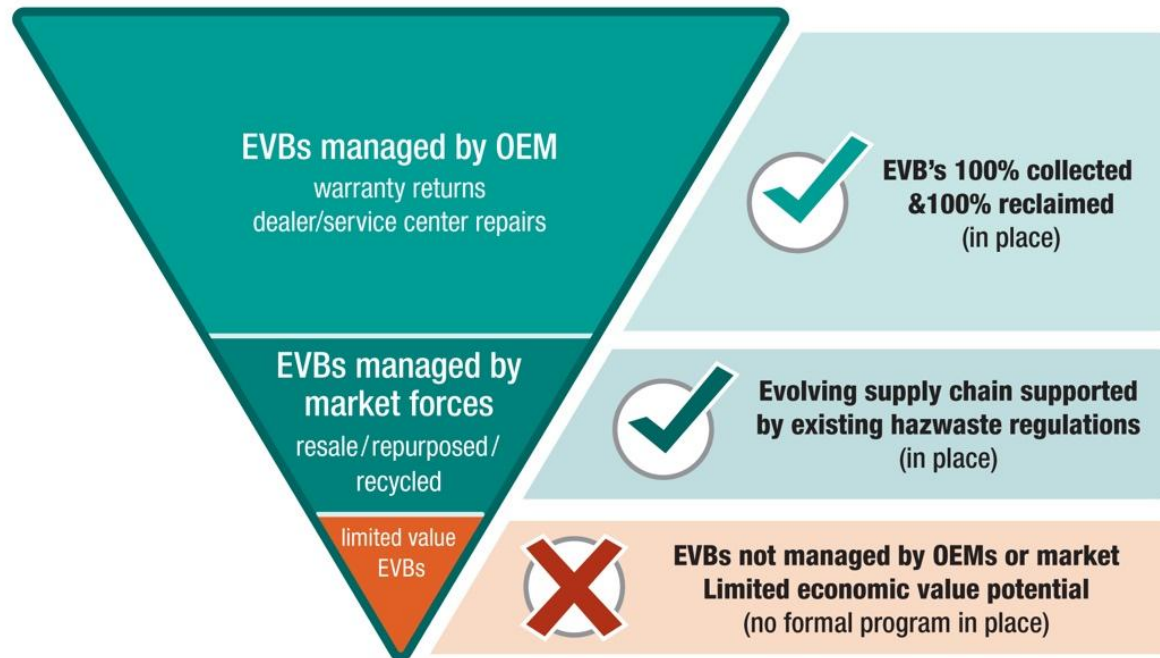 EVBs managed by OEM
warranty returns
dealer/service center repairs
EVB's 100% collected
&100% reclaimed
(in place)
EVBs managed by
market forces
resale/repurposed/
recycled
Evolving supply chain supported
by existing hazwaste regulations
(in place)
limited value
EVBs
EVBs not managed by OEMs or market
Limited economic value potential
(no formal program in place)